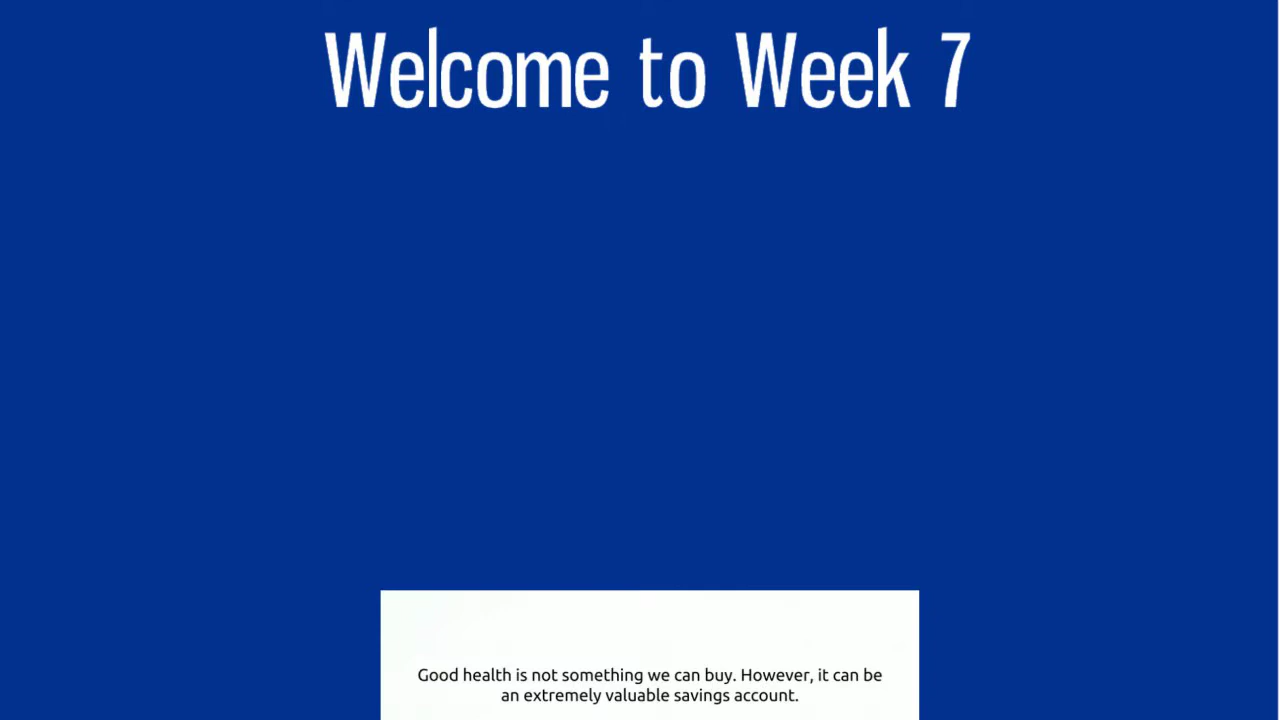 Welcome to Week 7
Good health is not something we can buy. However, it can be
an extremely valuable savings account.